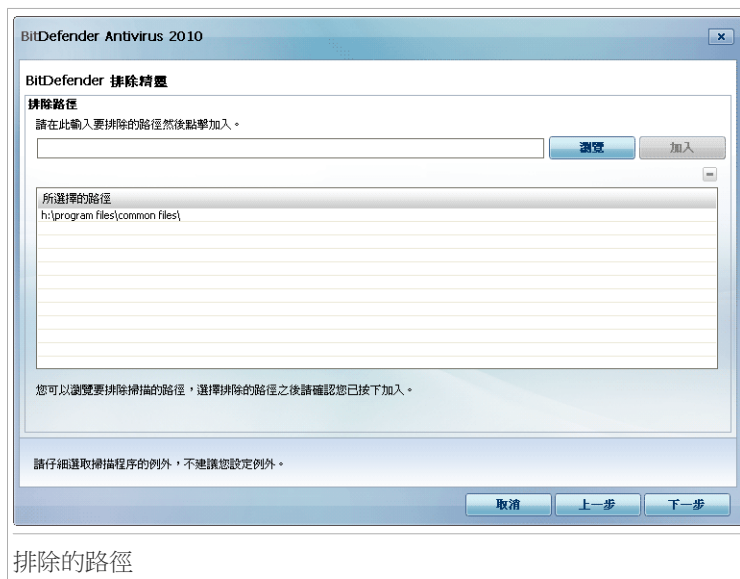 BitDefender Antivirus 2010
BitDefender 排除精靈
排除路徑
請在此輸入要排除的路徑然後點擊加入。
瀏覽 加入
所選擇的路徑
h:\program files\common files\
您可以瀏覽要排除掃描的路徑，選擇排除的路徑之後請確認您已按下加入。
請仔細選取掃描程序的例外，不建議您設定例外。
取消 上一步 下一步
排除的路徑